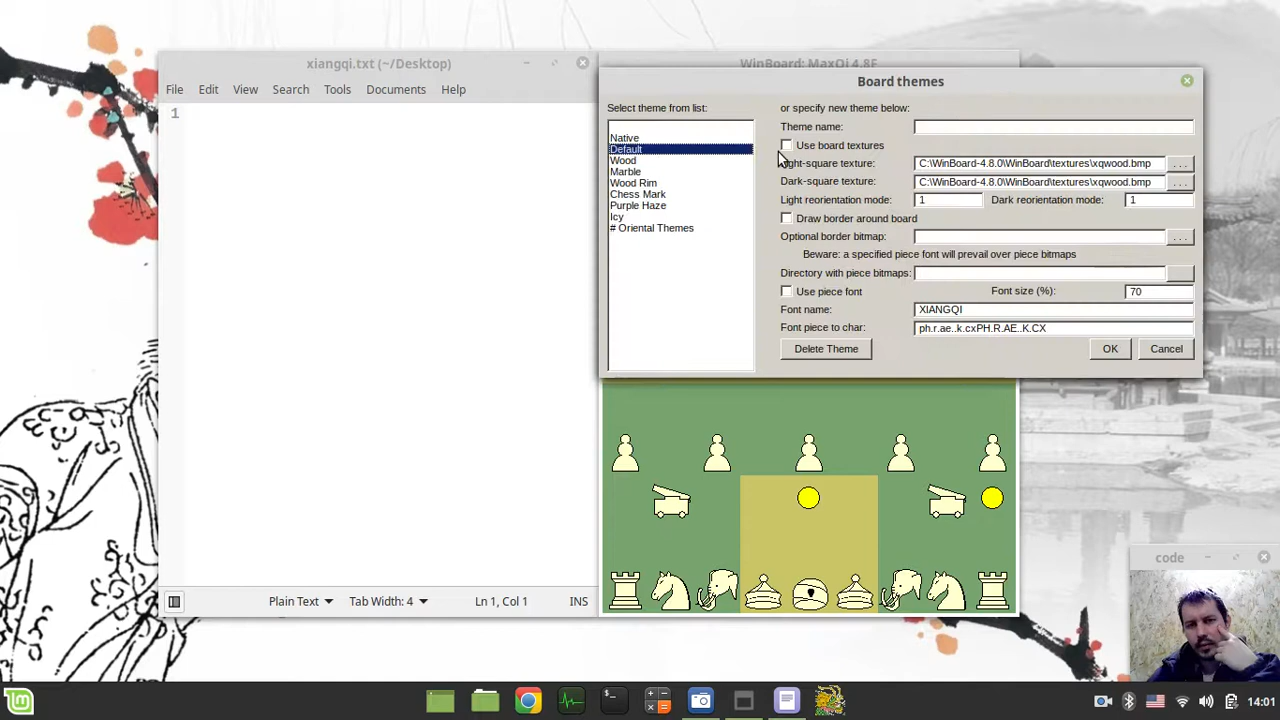 xiangqi.txt (~/Desktop)
File Edit View Search Tools Documents Help
1
Plain Text Tab Width: 4 Ln 1, Col 1 INS
WinBoard: MaxQi 4.8F
Board themes
Select theme from list:
Native
Default
Wood
Marble
Wood Rim
Chess Mark
Purple Haze
Icy
# Oriental Themes
or specify new theme below:
Theme name:
Use board textures
ght-square texture: C:\WinBoard-4.8.0\WinBoard\textures\xqwood.bmp ...
Dark-square texture: C:\WinBoard-4.8.0\WinBoard\textures\xqwood.bmp ...
Light reorientation mode: 1 Dark reorientation mode: 1
Draw border around board
Optional border bitmap: ...
Beware: a specified piece font will prevail over piece bitmaps
Directory with piece bitmaps:
Use piece font Font size (%): 70
Font name: XIANGQI
Font piece to char: ph.r.ae..k.cxPH.R.AE..K.CX
Delete Theme OK Cancel
code
14:01